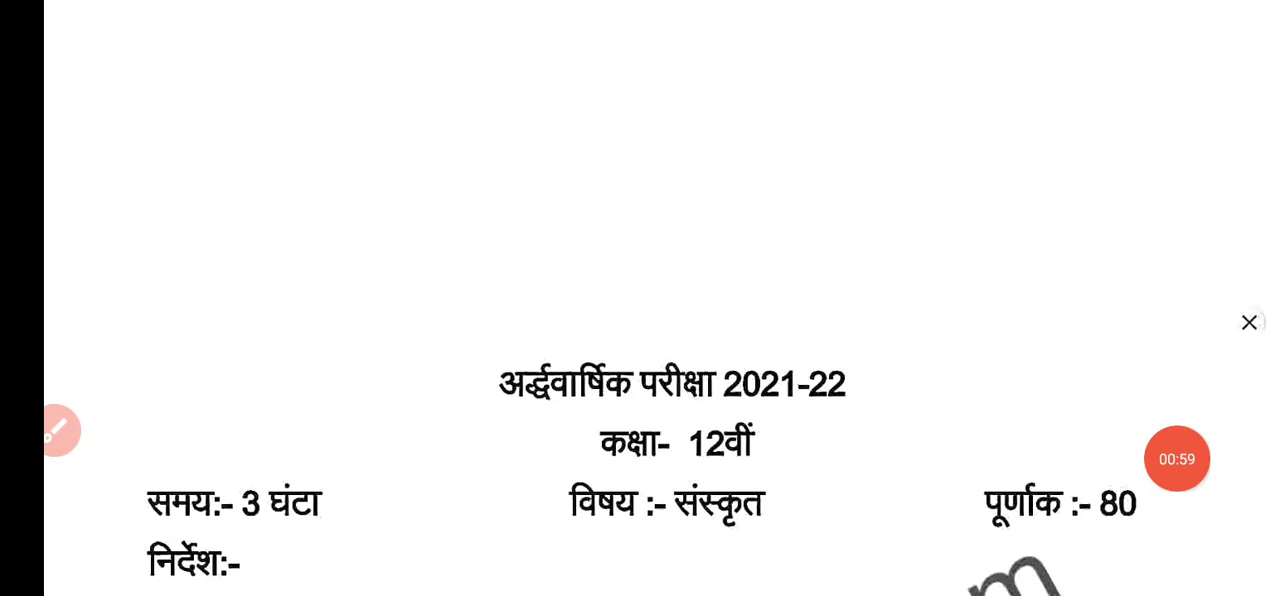 अर्द्धवार्षिक परीक्षा 2021-22
कक्षा- 12वीं
00:59
समय:- 3 घंटा विषय :- संस्कृत पूर्णाक :- 80
निर्देश:-
m